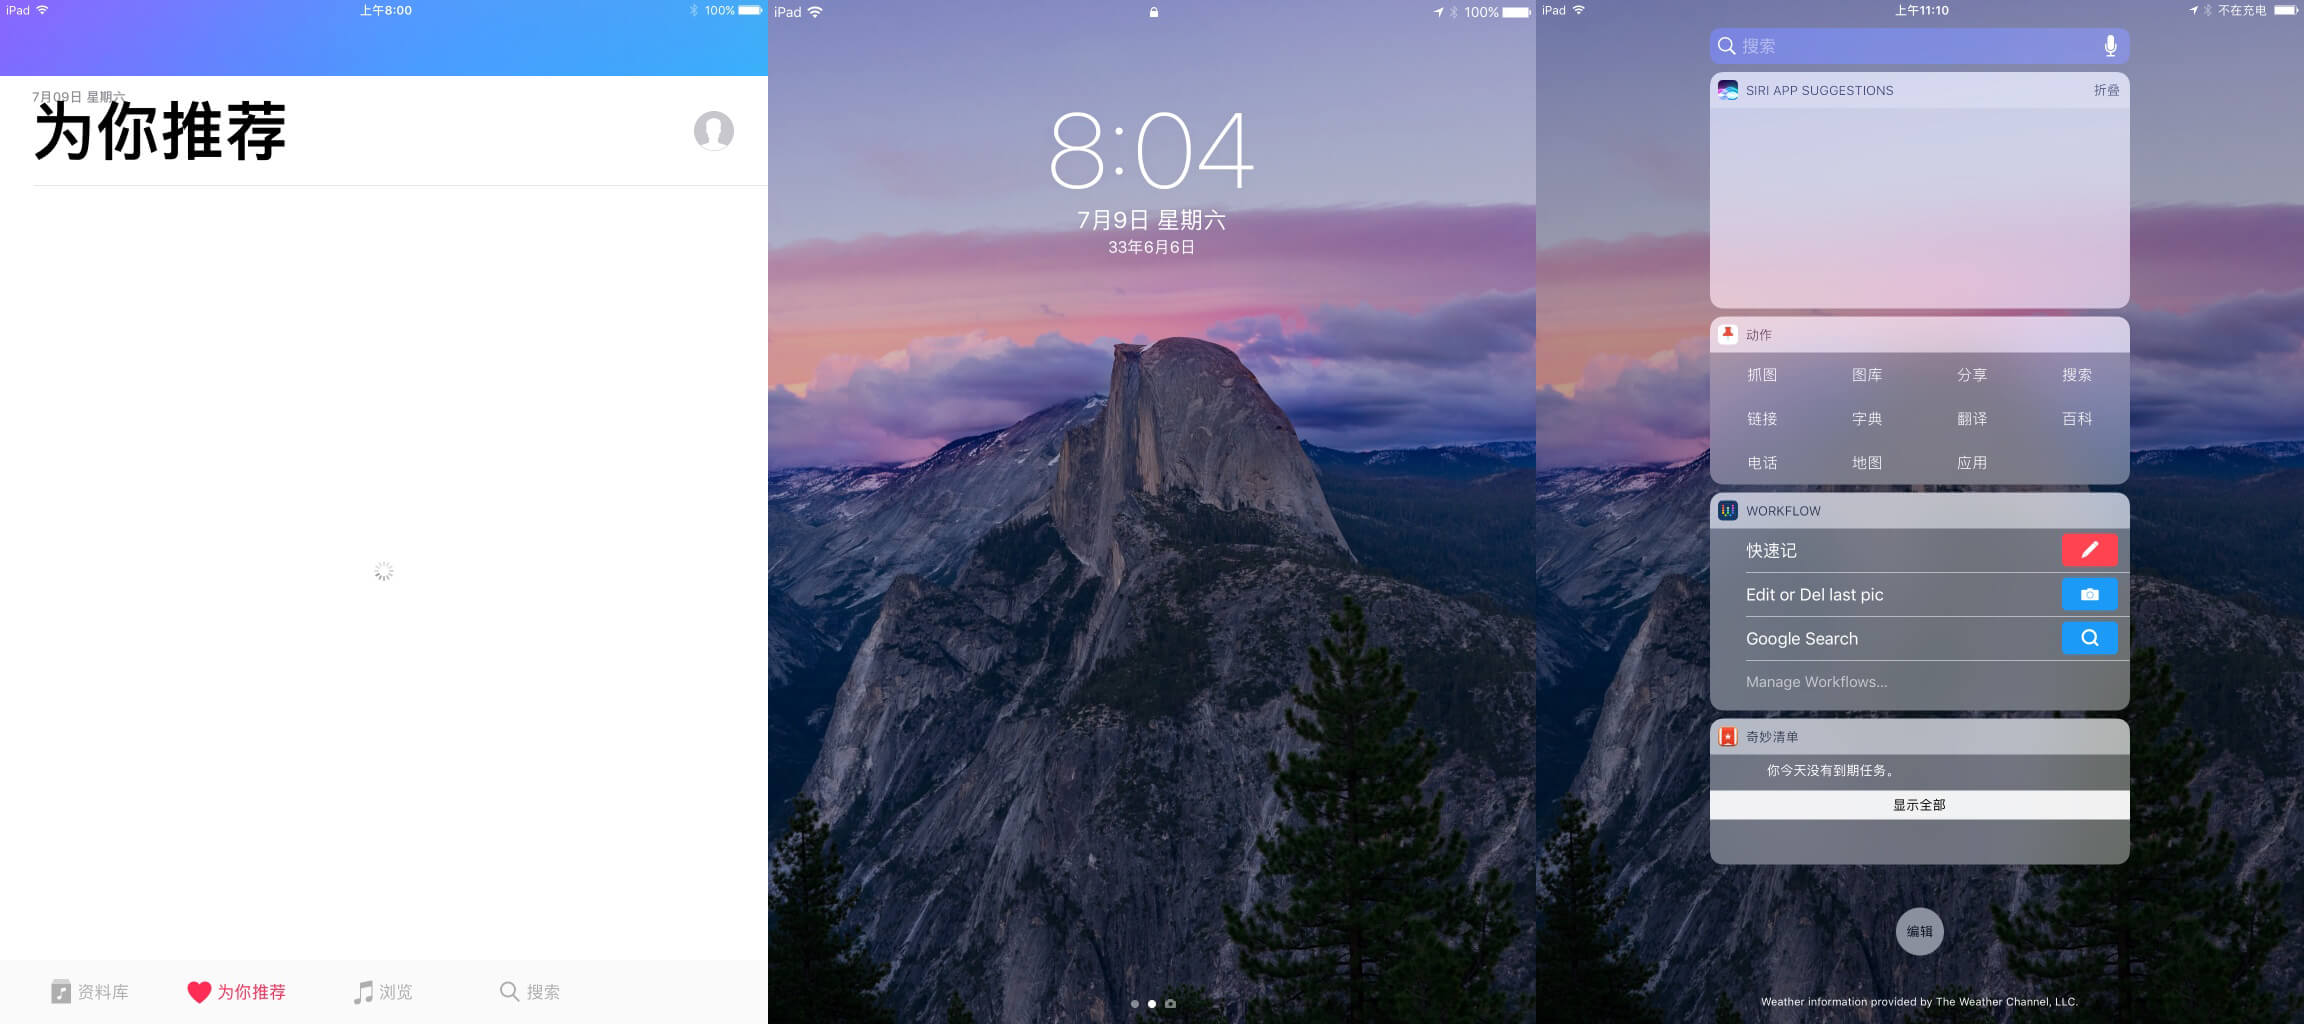 iPad 上午8:00 100%
7月09日 星期六
为你推荐
资料库 为你推荐 浏览 搜索
iPad 100%
8:04
7月9日 星期六
33年6月6日
iPad 上午11:10 不在充电
搜索
SIRI APP SUGGESTIONS 折叠
动作
抓图 图库 分享 搜索
链接 字典 翻译 百科
电话 地图 应用
WORKFLOW
快速记
Edit or Del last pic
Google Search
Manage Workflows...
奇妙清单
你今天没有到期任务。
显示全部
编辑
Weather information provided by The Weather Channel, LLC.